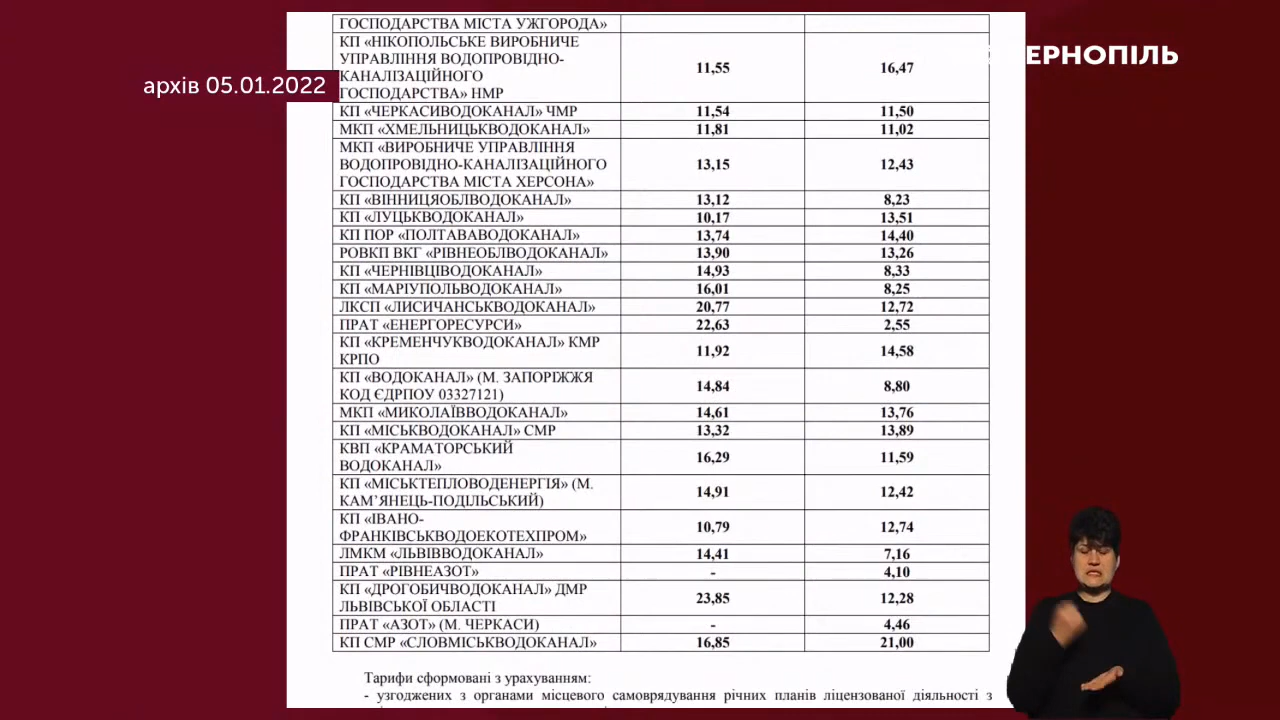 ГОСПОДАРСТВА МІСТА УЖГОРОДА»
КП «НІКОПОЛЬСЬКЕ ВИРОБНИЧЕ
УПРАВЛІННЯ ВОДОПРОВІДНО-
КАНАЛІЗАЦІЙНОГО
ГОСПОДАРСТВА» НМР
11,55
16,47
ЕРНОПІЛЬ
архів 05.01.2022
КП «ЧЕРКАСИВОДОКАНАЛ» ЧМР
11,54
11,50
МКП «ХМЕЛЬНИЦЬКВОДОКАНАЛ»
11,81
11,02
МКП «ВИРОБНИЧЕ УПРАВЛІННЯ
ВОДОПРОВІДНО-КАНАЛІЗАЦІЙНОГО
ГОСПОДАРСТВА МІСТА ХЕРСОНА»
13,15
12,43
КП «ВІННИЦЯОБЛВОДОКАНАЛ»
13,12
8,23
КП «ЛУЦЬКВОДОКАНАЛ»
10,17
13,51
КП ПОР «ПОЛТАВАВОДОКАНАЛ»
13,74
14,40
РОВКП ВКГ «РІВНЕОБЛВОДОКАНАЛ»
13,90
13,26
КП «ЧЕРНІВЦІВОДОКАНАЛ»
14,93
8,33
КП «МАРІУПОЛЬВОДОКАНАЛ»
16,01
8,25
ЛКСП «ЛИСИЧАНСЬКВОДОКАНАЛ»
20,77
12,72
ПРАТ «ЕНЕРГОРЕСУРСИ»
22,63
2,55
КП «КРЕМЕНЧУКВОДОКАНАЛ» КМР
КРПО
11,92
14,58
КП «ВОДОКАНАЛ» (М. ЗАПОРІЖЖЯ
КОД ЄДРПОУ 03327121)
14,84
8,80
МКП «МИКОЛАЇВВОДОКАНАЛ»
14,61
13,76
КП «МІСЬКВОДОКАНАЛ» СМР
13,32
13,89
КВП «КРАМАТОРСЬКИЙ
ВОДОКАНАЛ»
16,29
11,59
КП «МІСЬКТЕПЛОВОДЕНЕРГІЯ» (М.
КАМ’ЯНЕЦЬ-ПОДІЛЬСЬКИЙ)
14,91
12,42
КП «ІВАНО-
ФРАНКІВСЬКВОДОЕКОТЕХПРОМ»
10,79
12,74
ЛМКМ «ЛЬВІВВОДОКАНАЛ»
14,41
7,16
ПРАТ «РІВНЕАЗОТ»
-
4,10
КП «ДРОГОБИЧВОДОКАНАЛ» ДМР
ЛЬВІВСЬКОЇ ОБЛАСТІ
23,85
12,28
ПРАТ «АЗОТ» (М. ЧЕРКАСИ)
-
4,46
КП СМР «СЛОВМІСЬКВОДОКАНАЛ»
16,85
21,00
Тарифи сформовані з урахуванням:
- узгоджених з органами місцевого самоврядування річних планів ліцензованої діяльності з